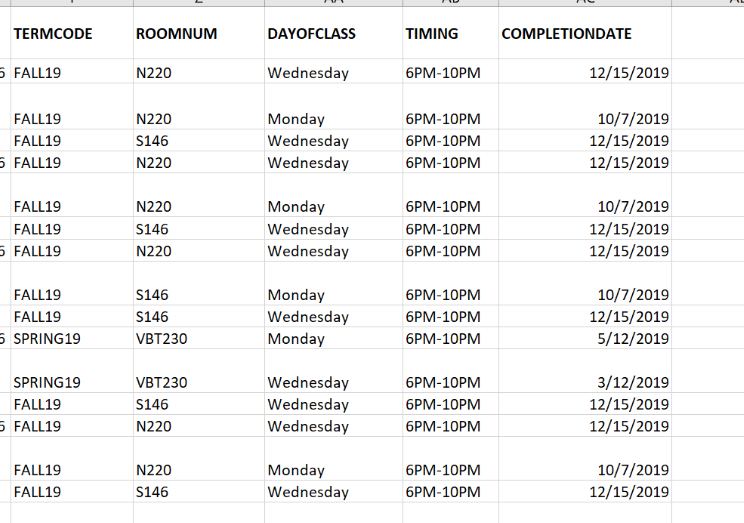 TERMCODE ROOMNUM DAYOFCLASS TIMING COMPLETIONDATE
6 FALL19 N220 Wednesday 6PM-10PM 12/15/2019
FALL19 N220 Monday 6PM-10PM 10/7/2019
FALL19 S146 Wednesday 6PM-10PM 12/15/2019
6 FALL19 N220 Wednesday 6PM-10PM 12/15/2019
FALL19 N220 Monday 6PM-10PM 10/7/2019
FALL19 S146 Wednesday 6PM-10PM 12/15/2019
6 FALL19 N220 Wednesday 6PM-10PM 12/15/2019
FALL19 S146 Monday 6PM-10PM 10/7/2019
FALL19 S146 Wednesday 6PM-10PM 12/15/2019
6 SPRING19 VBT230 Monday 6PM-10PM 5/12/2019
SPRING19 VBT230 Wednesday 6PM-10PM 3/12/2019
FALL19 S146 Wednesday 6PM-10PM 12/15/2019
6 FALL19 N220 Wednesday 6PM-10PM 12/15/2019
FALL19 N220 Monday 6PM-10PM 10/7/2019
FALL19 S146 Wednesday 6PM-10PM 12/15/2019